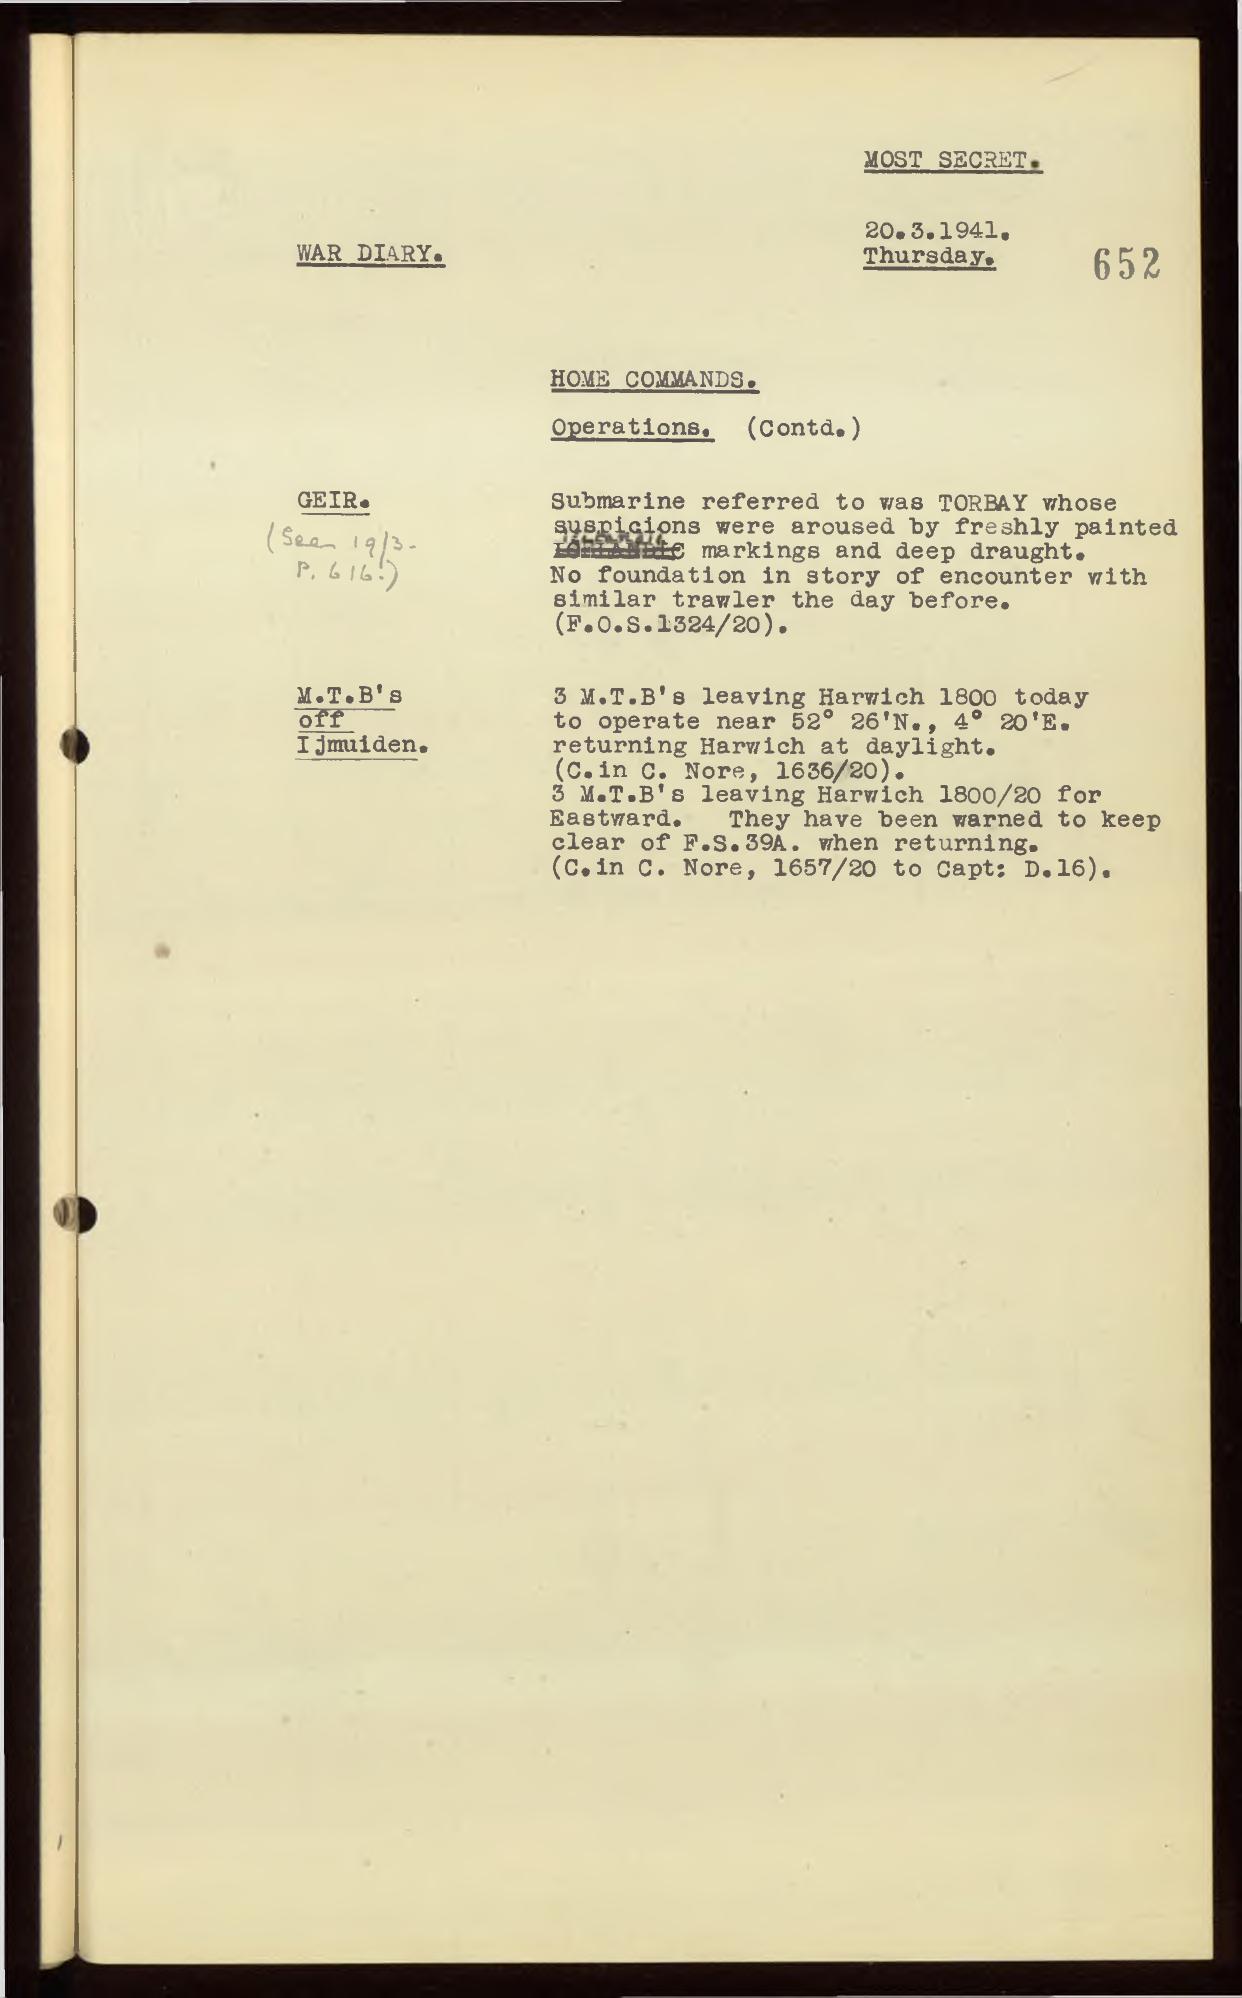 MOST SECRET.
20.3.1941.
WAR DIARY.
Thursday.
652
HOME COMMANDS.
Operations. (Contd.)
GEIR.
(Seen 19/3.
P. 616.)
Submarine referred to was TORBAY whose
suspicions were aroused by freshly painted
markings and deep draught.
No foundation in story of encounter with
similar trawler the day before.
(F.O.S.1324/20).
M.T.B's
off
Ijmuiden.
3 M.T.B's leaving Harwich 1800 today
to operate near 52° 26'N., 4° 20'E.
returning Harwich at daylight.
(C.in C. Nore, 1636/20).
3 M.T.B's leaving Harwich 1800/20 for
Eastward. They have been warned to keep
clear of F.S.39A. when returning.
(C.in C. Nore, 1657/20 to Capt: D.16).